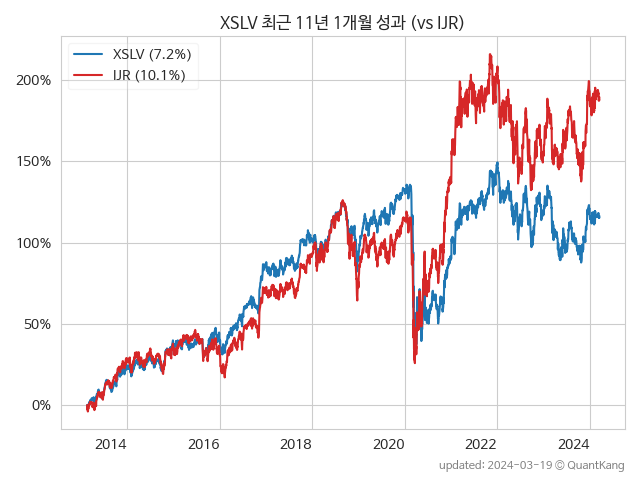 XSLV 최근 11년 1개월 성과 (vs IJR)
XSLV (7.2%)
IJR (10.1%)
200%
150%
100%
50%
0%
2014 2016 2018 2020 2022 2024
updated: 2024-03-19 © QuantKang